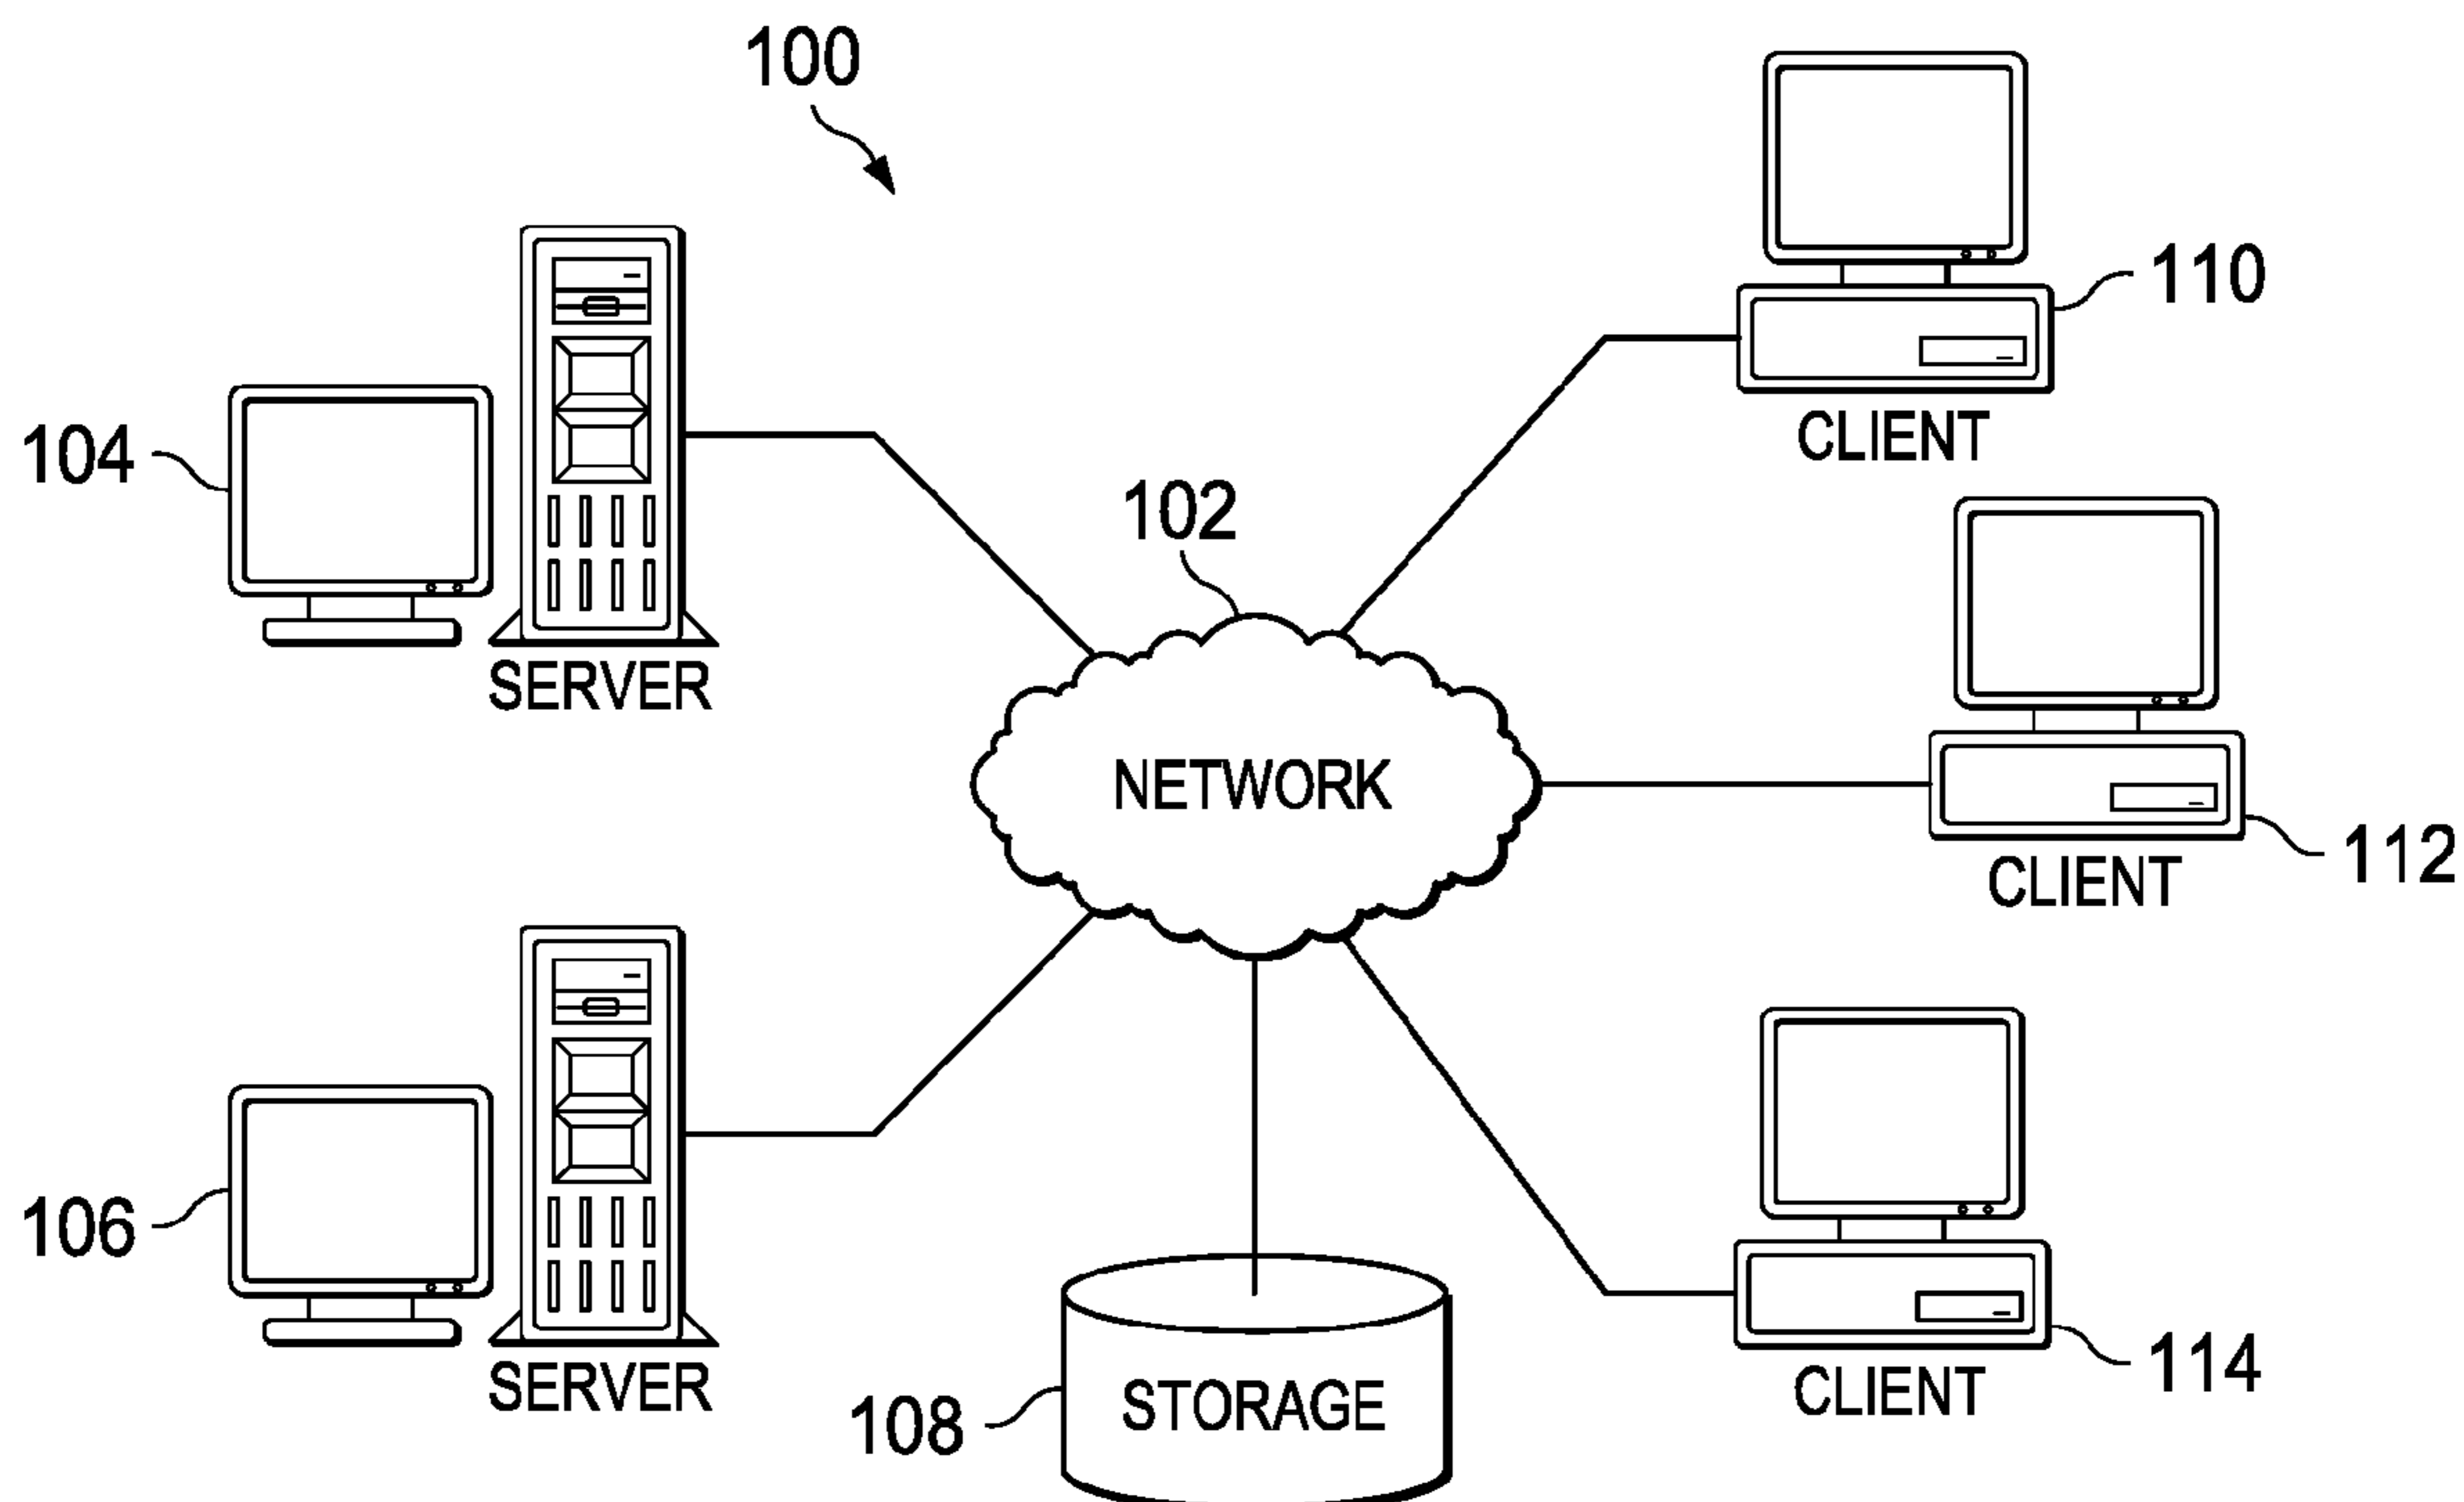 100
110
CLIENT
104
SERVER
102
NETWORK
112
CLIENT
106
SERVER
108
STORAGE
114
CLIENT